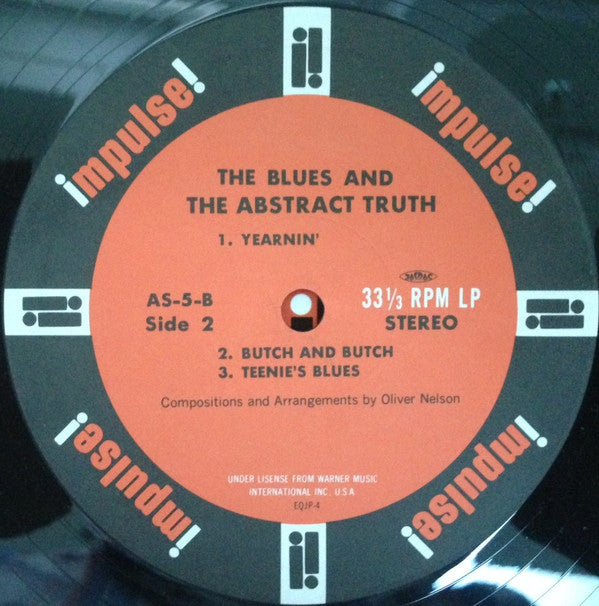 impulse!
impulse!
THE BLUES AND
THE ABSTRACT TRUTH
1. YEARNIN'
AS-5-B
Side 2
33 1/3 RPM LP
STEREO
2. BUTCH AND BUTCH
3. TEENIE'S BLUES
Compositions and Arrangements by Oliver Nelson
UNDER LISENSE FROM WARNER MUSIC
INTERNATIONAL INC. U.S.A.
EQJP-4
impulse!
impulse!